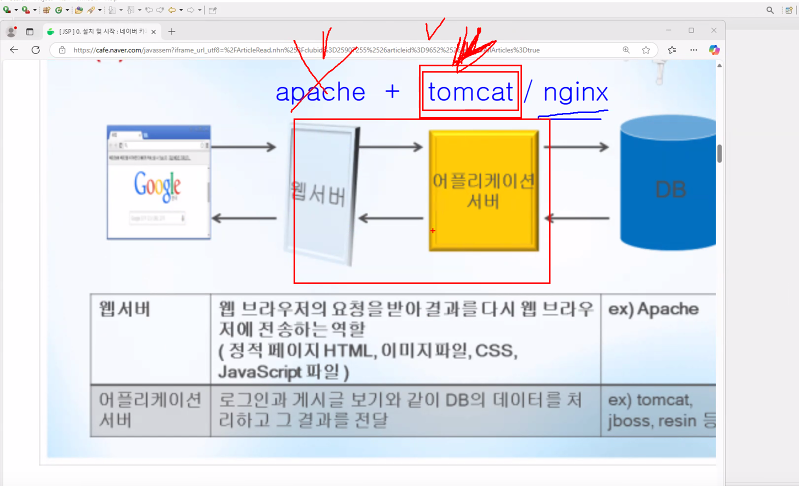 [ JSP ] 0. 설치 및 시작 : 네이버 카
https://cafe.naver.com/javassem?iframe_url_utf8=%2FArticleRead.nhn%253Fclubid%3D25907255%2526articleid%3D9652%25
Articles%3Dtrue
apache + tomcat / nginx
Google
웹서버
어플리케이션
서버
DB
웹서버
웹 브라우저의 요청을 받아 결과를 다시 웹 브라우
저에 전송하는 역할
( 정적 페이지 HTML, 이미지파일, CSS,
JavaScript 파일 )
ex) Apache
어플리케이션
서버
로그인과 게시글 보기와 같이 DB의 데이터를 처
리하고 그 결과를 전달
ex) tomcat,
jboss, resin 등